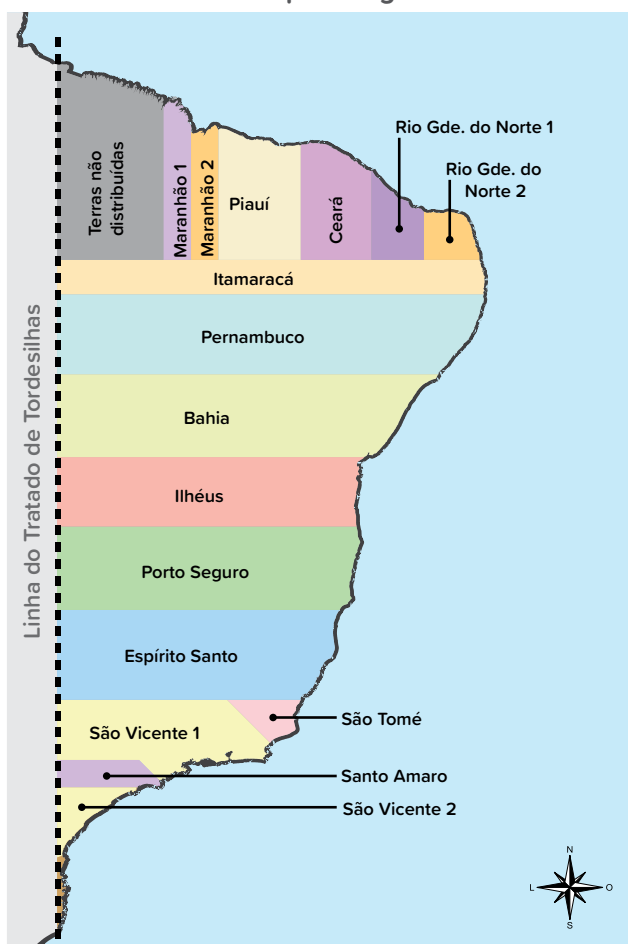 Rio Gde. do Norte 1
Rio Gde. do
Norte 2
Terras não
distribuídas
Maranhão 1
Maranhão 2
Piauí
Ceará
Itamaracá
Pernambuco
Bahia
Ilhéus
Porto Seguro
Espírito Santo
São Vicente 1
São Tomé
Santo Amaro
São Vicente 2
Linha do Tratado de Tordesilhas
N
L
O
S